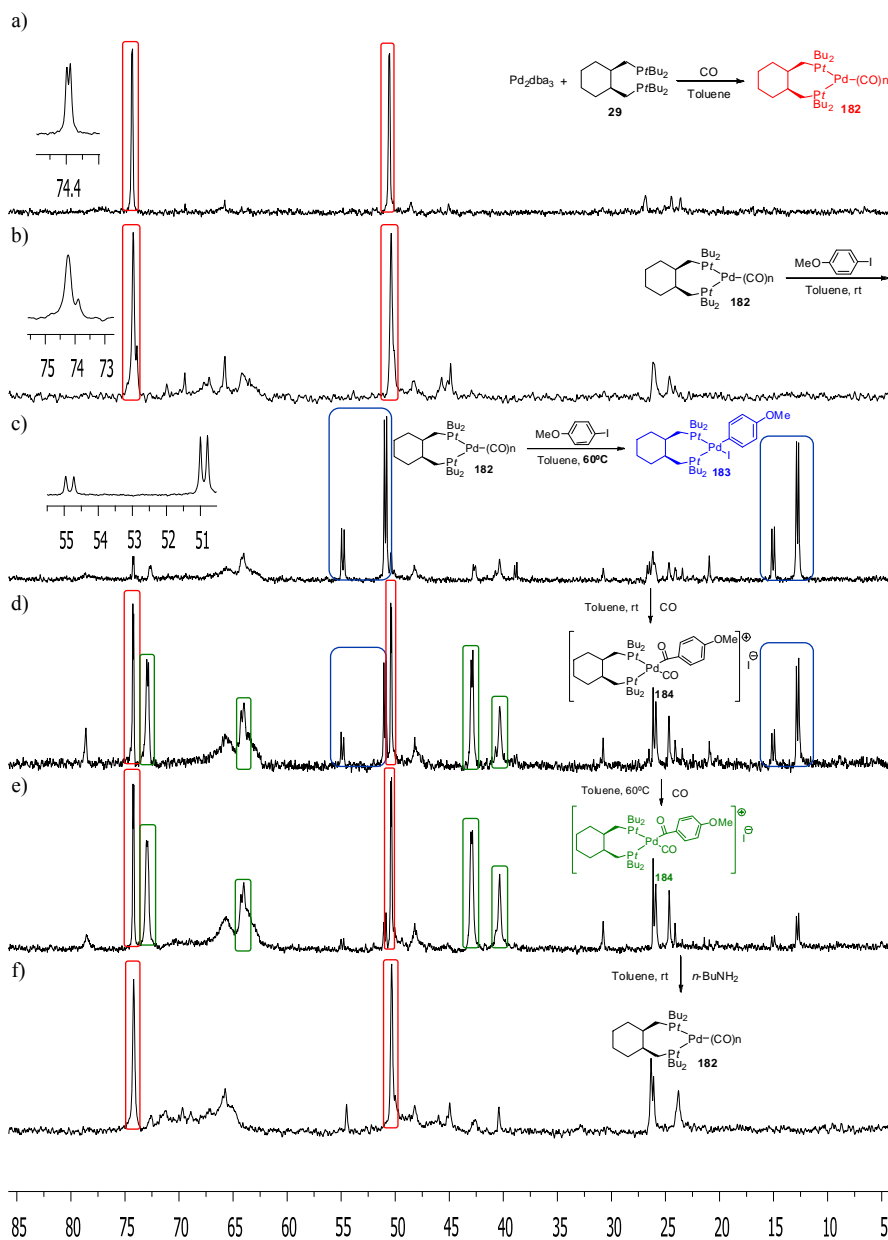 a)
74.4
Pd2dba3 +
PtBu2
PtBu2
29
CO
Toluene
Bu2
Pt
Pd
(CO)n
Pt
Bu2
182
b)
75 74 73
Bu2
Pt
Pd
(CO)n
Pt
Bu2
182
MeO
I
Toluene, rt
c)
55 54 53 52 51
Bu2
Pt
Pd
(CO)n
Pt
Bu2
182
MeO
I
Toluene, 60ºC
Bu2
OMe
Pt
Pd
I
Pt
Bu2
183
Toluene, rt
CO
d)
Bu2
O
OMe
Pt
Pd
CO
Pt
Bu2
184
⊕
I⊖
Toluene, 60ºC
CO
e)
Bu2
O
OMe
Pt
Pd
CO
Pt
Bu2
184
⊕
I⊖
Toluene, rt
n-BuNH2
f)
Bu2
Pt
Pd
(CO)n
Pt
Bu2
182
85 80 75 70 65 60 55 50 45 40 35 30 25 20 15 10 5